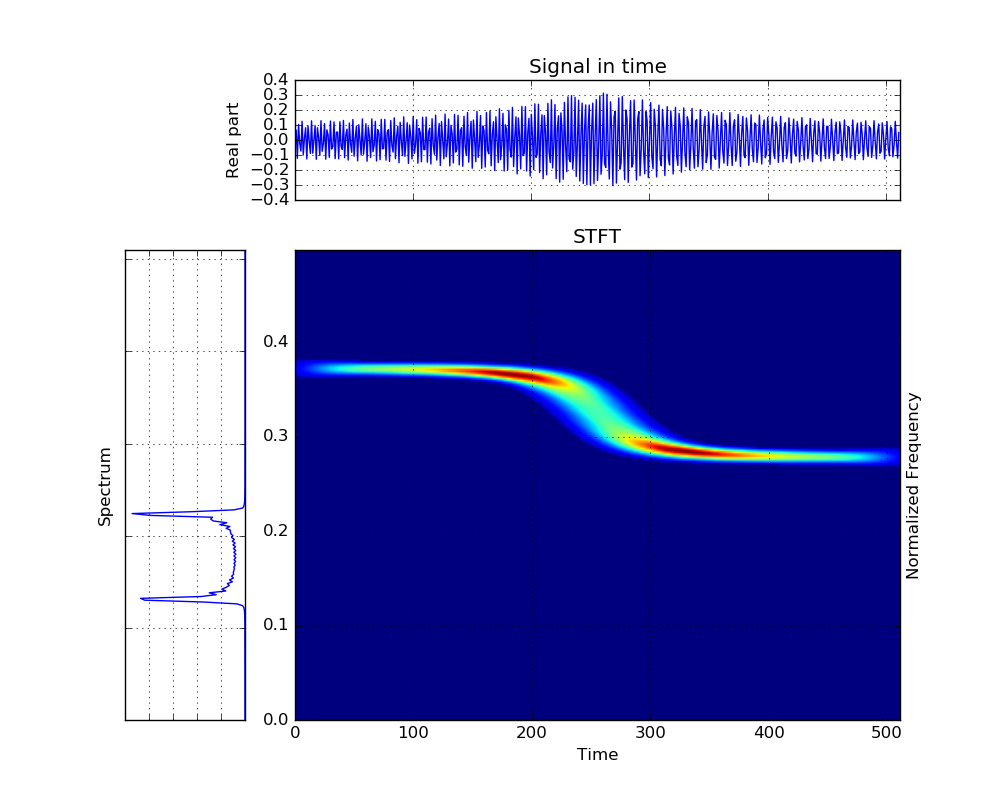 Signal in time
0.4
0.3
0.2
0.1
0.0
−0.1
−0.2
−0.3
−0.4
Real part
STFT
Spectrum
0.4
0.3
0.2
0.1
0.0
0 100 200 300 400 500
Time
Normalized Frequency